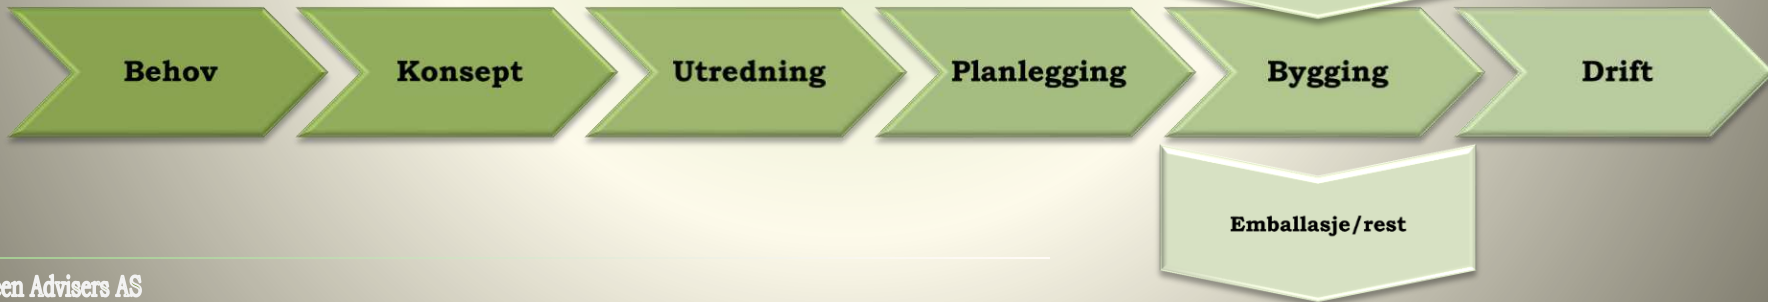 Behov
Konsept
Utredning
Planlegging
Bygging
Drift
Emballasje/rest
Advisers AS